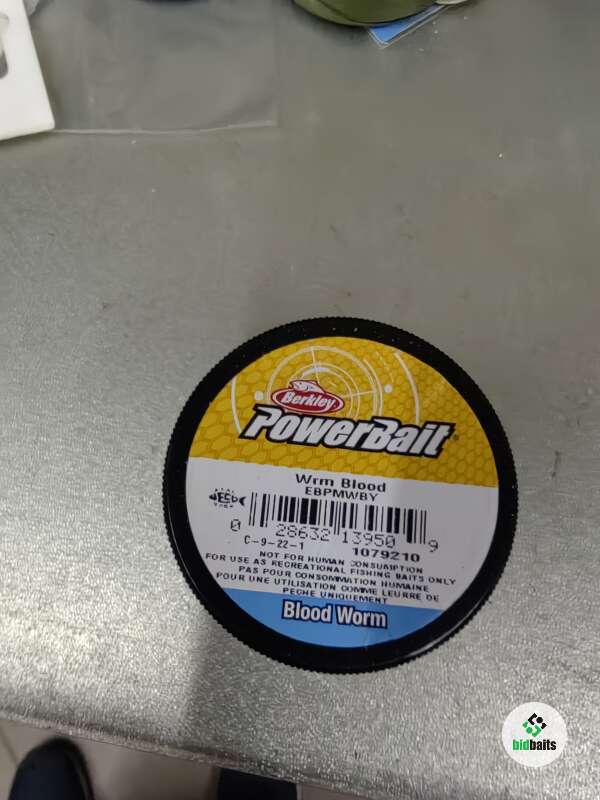 Berkley
PowerBait
Wrm Blood
EBPMWBY
0 28632 13950 9
C-9-22-1
1079210
NOT FOR HUMAN CONSUMPTION
FOR USE AS RECREATIONAL FISHING BAITS ONLY
PAS POUR CONSOMMATION HUMAINE
POUR UNE UTILISATION COMME LEURRE DE
PECHE UNIQUEMENT
Blood Worm
bidbaits